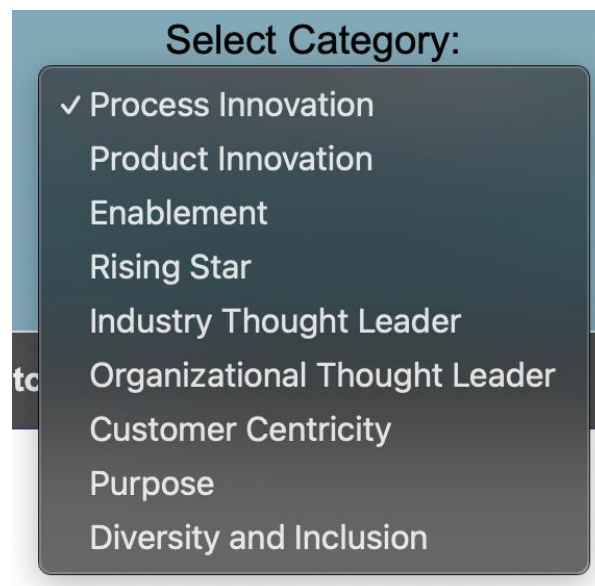 Select Category:
✓ Process Innovation
Product Innovation
Enablement
Rising Star
Industry Thought Leader
Organizational Thought Leader
Customer Centricity
Purpose
Diversity and Inclusion